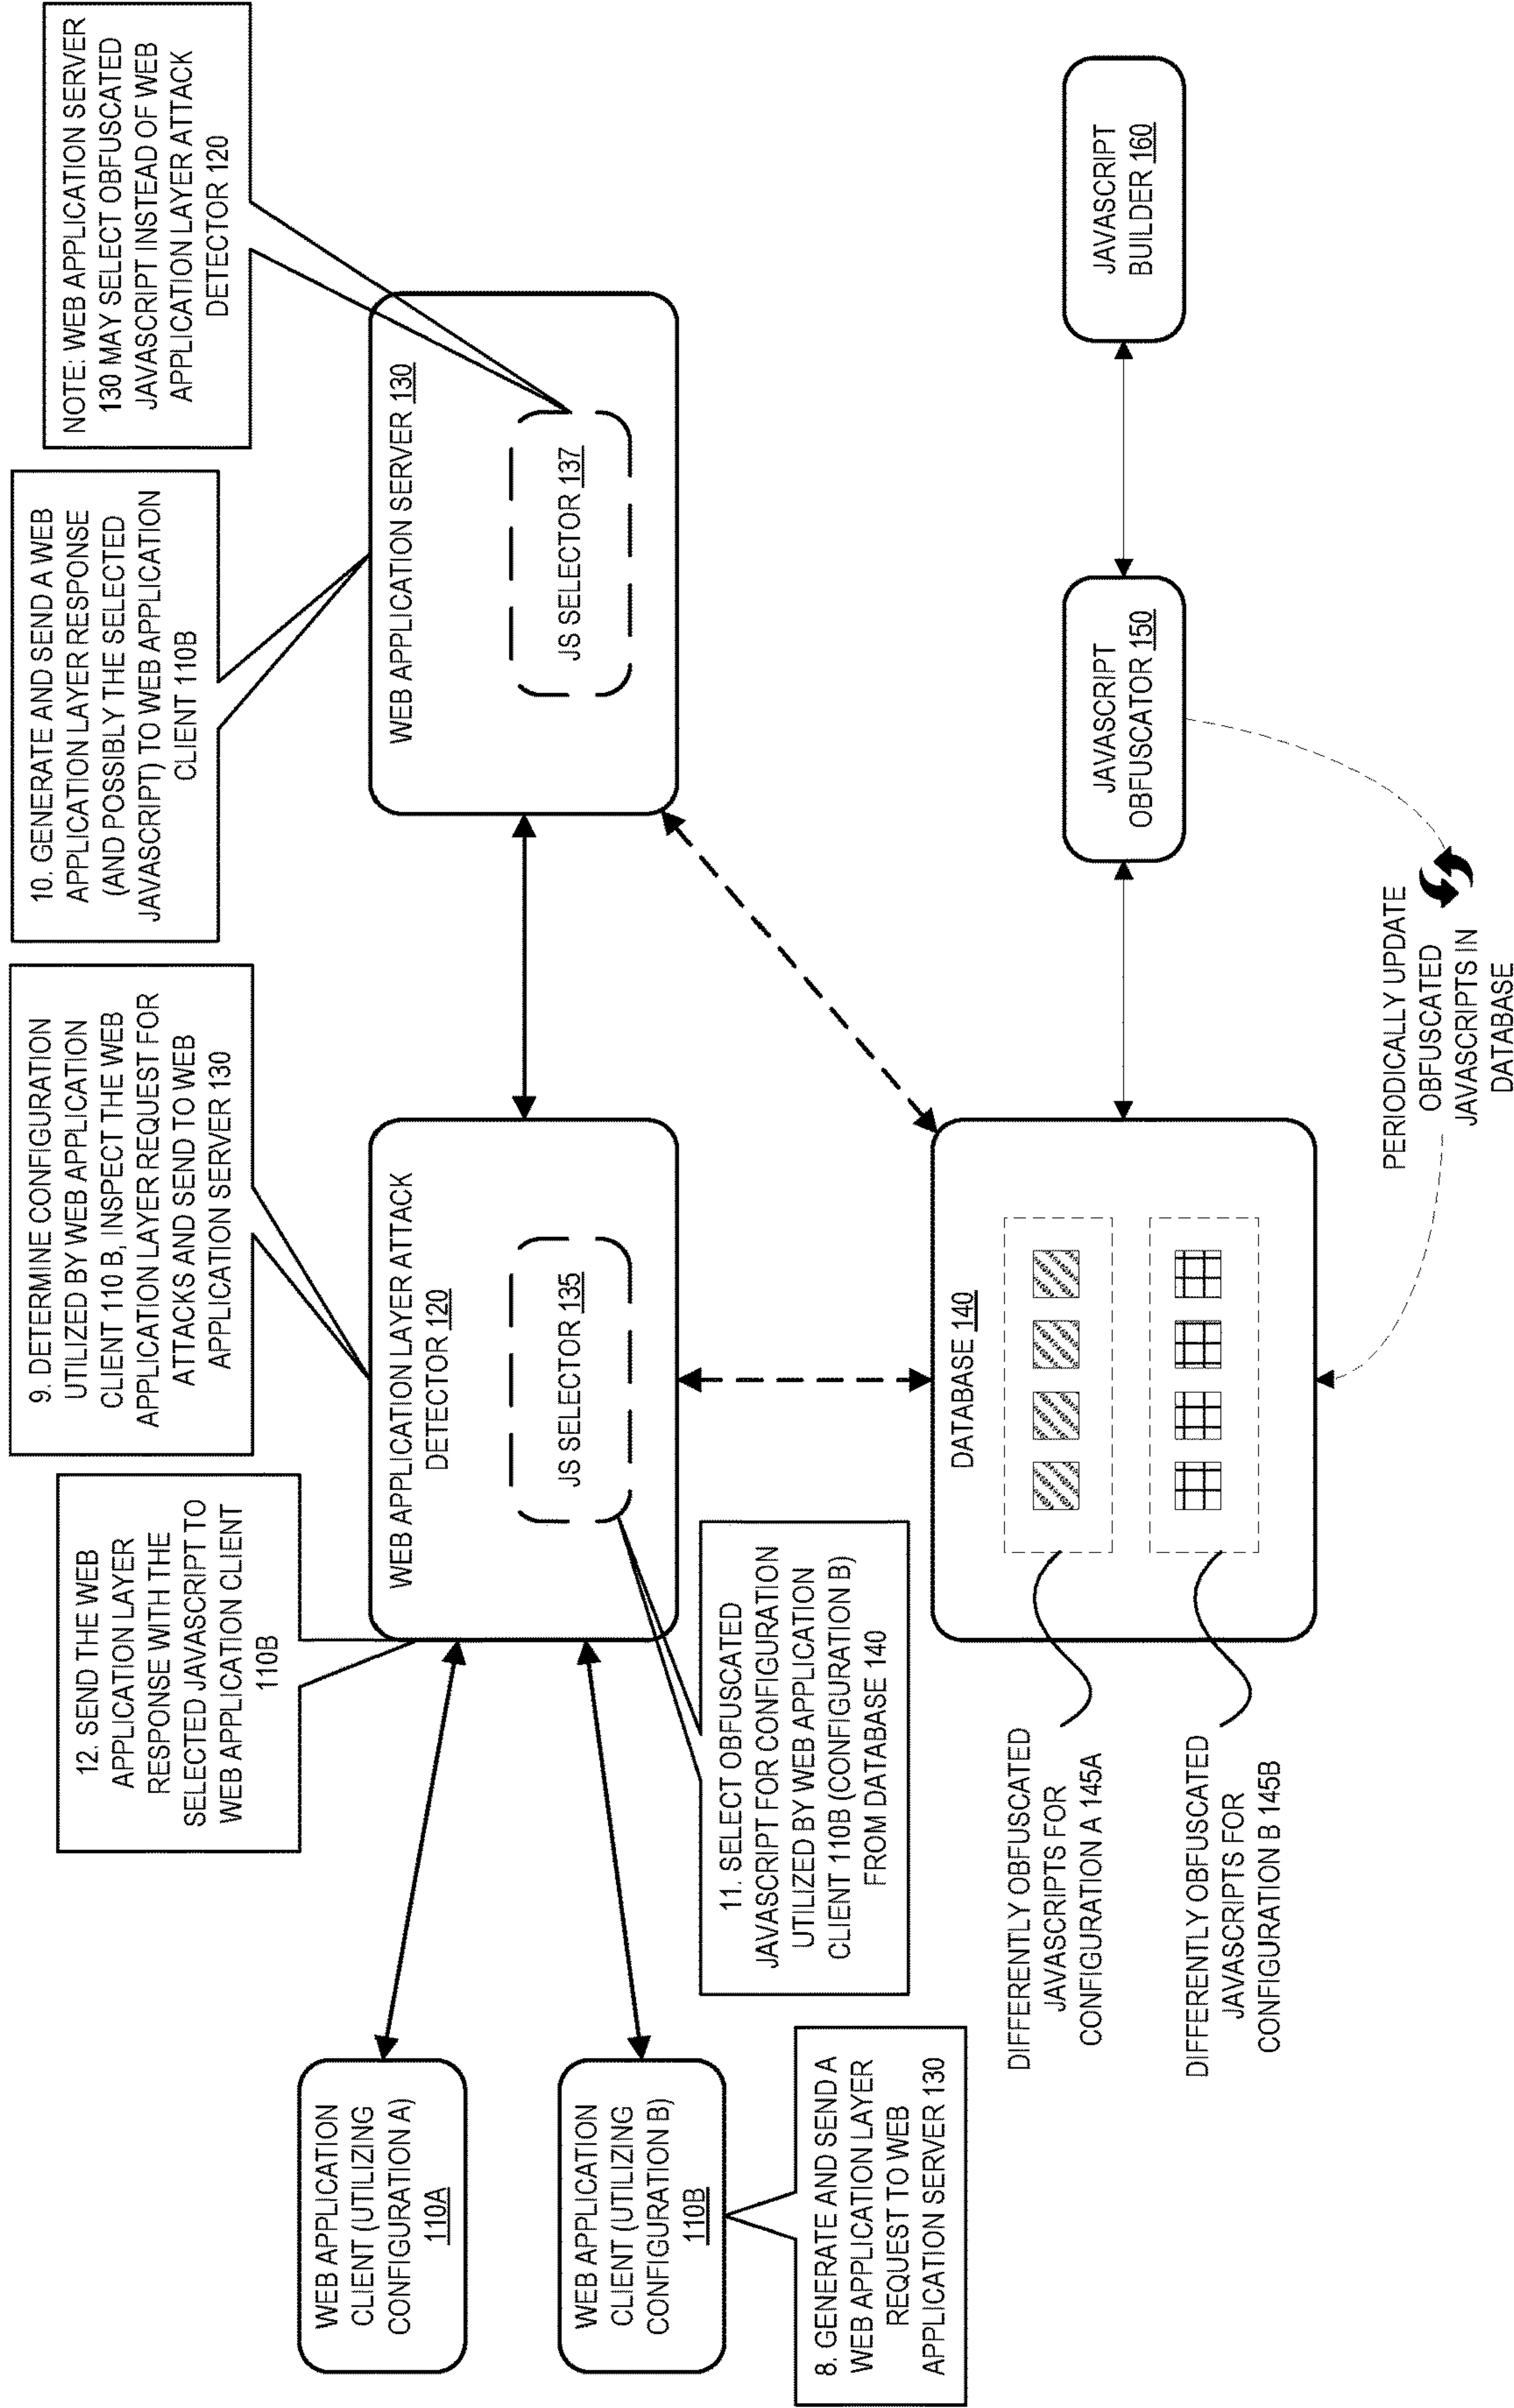 12. SEND THE WEB
APPLICATION LAYER
RESPONSE WITH THE
SELECTED JAVASCRIPT TO
WEB APPLICATION CLIENT
110B
9. DETERMINE CONFIGURATION
UTILIZED BY WEB APPLICATION
CLIENT 110 B, INSPECT THE WEB
APPLICATION LAYER REQUEST FOR
ATTACKS AND SEND TO WEB
APPLICATION SERVER 130
10. GENERATE AND SEND A WEB
APPLICATION LAYER RESPONSE
(AND POSSIBLY THE SELECTED
JAVASCRIPT) TO WEB APPLICATION
CLIENT 110B
NOTE: WEB APPLICATION SERVER
130 MAY SELECT OBFUSCATED
JAVASCRIPT INSTEAD OF WEB
APPLICATION LAYER ATTACK
DETECTOR 120
WEB APPLICATION
CLIENT (UTILIZING
CONFIGURATION A)
110A
WEB APPLICATION LAYER ATTACK
DETECTOR 120
JS SELECTOR 135
WEB APPLICATION SERVER 130
JS SELECTOR 137
WEB APPLICATION
CLIENT (UTILIZING
CONFIGURATION B)
110B
8. GENERATE AND SEND A
WEB APPLICATION LAYER
REQUEST TO WEB
APPLICATION SERVER 130
11. SELECT OBFUSCATED
JAVASCRIPT FOR CONFIGURATION
UTILIZED BY WEB APPLICATION
CLIENT 110B (CONFIGURATION B)
FROM DATABASE 140
DATABASE 140
DIFFERENTLY OBFUSCATED
JAVASCRIPTS FOR
CONFIGURATION A 145A
DIFFERENTLY OBFUSCATED
JAVASCRIPTS FOR
CONFIGURATION B 145B
JAVASCRIPT
OBFUSCATOR 150
JAVASCRIPT
BUILDER 160
PERIODICALLY UPDATE
OBFUSCATED
JAVASCRIPTS IN
DATABASE